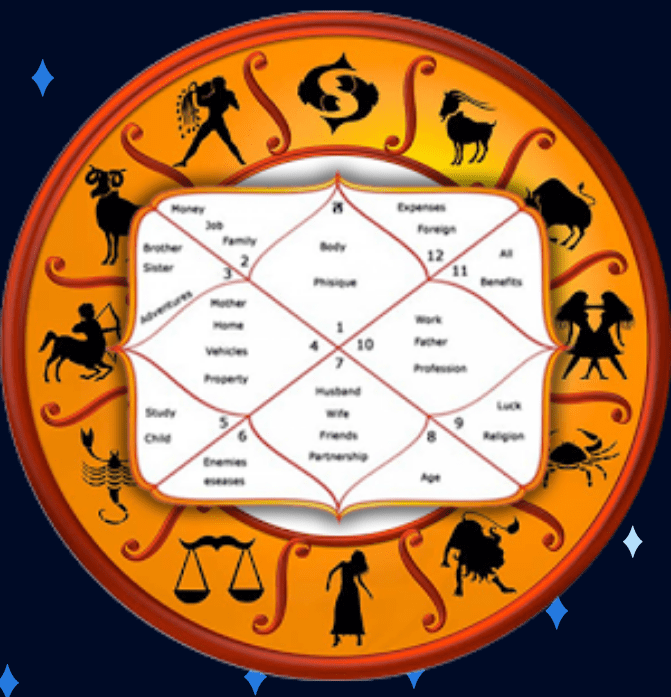 Money
Job
Family
2
Brother
Sister
3
Adventures
Body
Phisique
1
Expenses
Foreign
12
All
Benefits
11
Mother
Home
4
Vehicles
Property
Work
Father
10
Profession
7
Husband
Wife
Friends
Partnership
Study
Child
5
6
Enemies
eseases
8
Age
9
Luck
Religion